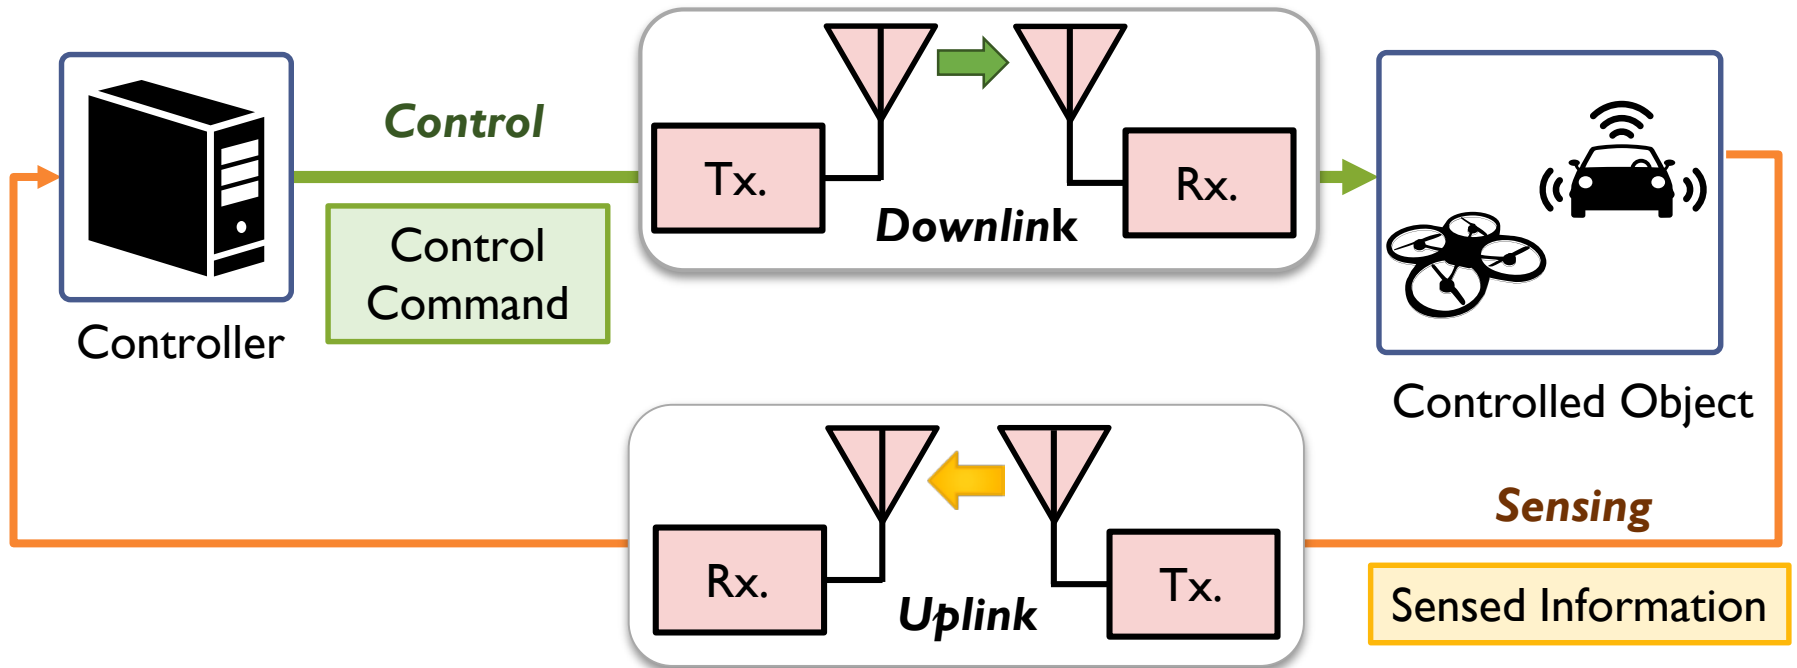 Control
Tx.
Downlink
Rx.
Control
Command
Controller
Controlled Object
Sensing
Rx.
Uplink
Tx.
Sensed Information